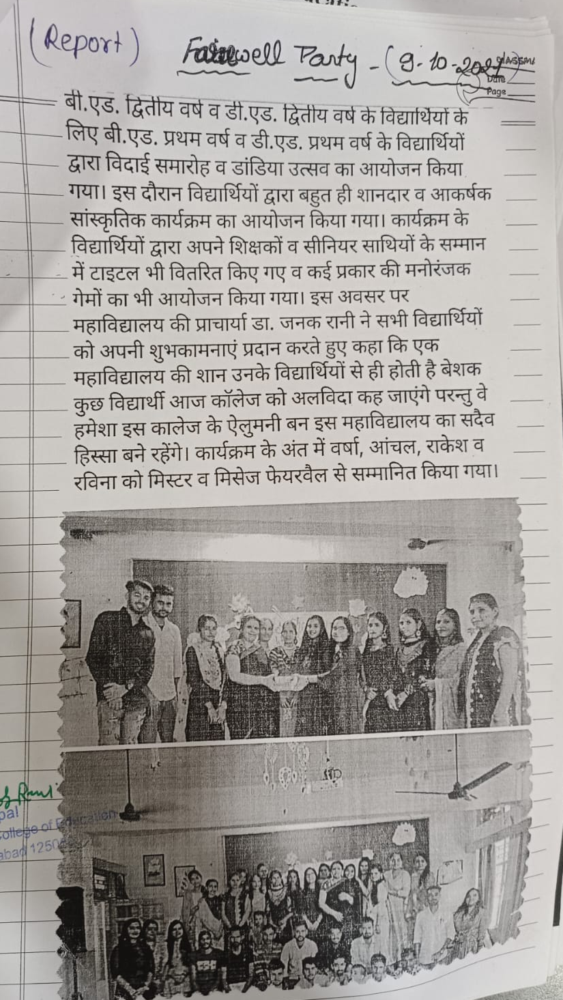 (Report) Farewell Party - (9-10-2021)
CLASSMATE
Date
Page
बी.एड. द्वितीय वर्ष व डी.एड. द्वितीय वर्ष के विद्यार्थियों के
लिए बी.एड. प्रथम वर्ष व डी.एड. प्रथम वर्ष के विद्यार्थियों
द्वारा विदाई समारोह व डांडिया उत्सव का आयोजन किया
गया। इस दौरान विद्यार्थियों द्वारा बहुत ही शानदार व आकर्षक
सांस्कृतिक कार्यक्रम का आयोजन किया गया। कार्यक्रम के
विद्यार्थियों द्वारा अपने शिक्षकों व सीनियर साथियों के सम्मान
में टाइटल भी वितरित किए गए व कई प्रकार की मनोरंजक
गेमों का भी आयोजन किया गया। इस अवसर पर
महाविद्यालय की प्राचार्या डा. जनक रानी ने सभी विद्यार्थियों
को अपनी शुभकामनाएं प्रदान करते हुए कहा कि एक
महाविद्यालय की शान उनके विद्यार्थियों से ही होती है बेशक
कुछ विद्यार्थी आज कॉलेज को अलविदा कह जाएंगे परन्तु वे
हमेशा इस कालेज के ऐलुमनी बन इस महाविद्यालय का सदैव
हिस्सा बने रहेंगे। कार्यक्रम के अंत में वर्षा, आंचल, राकेश व
रविना को मिस्टर व मिसेज फेयरवैल से सम्मानित किया गया।
Rani
pal
ollege of Education
abad 1250